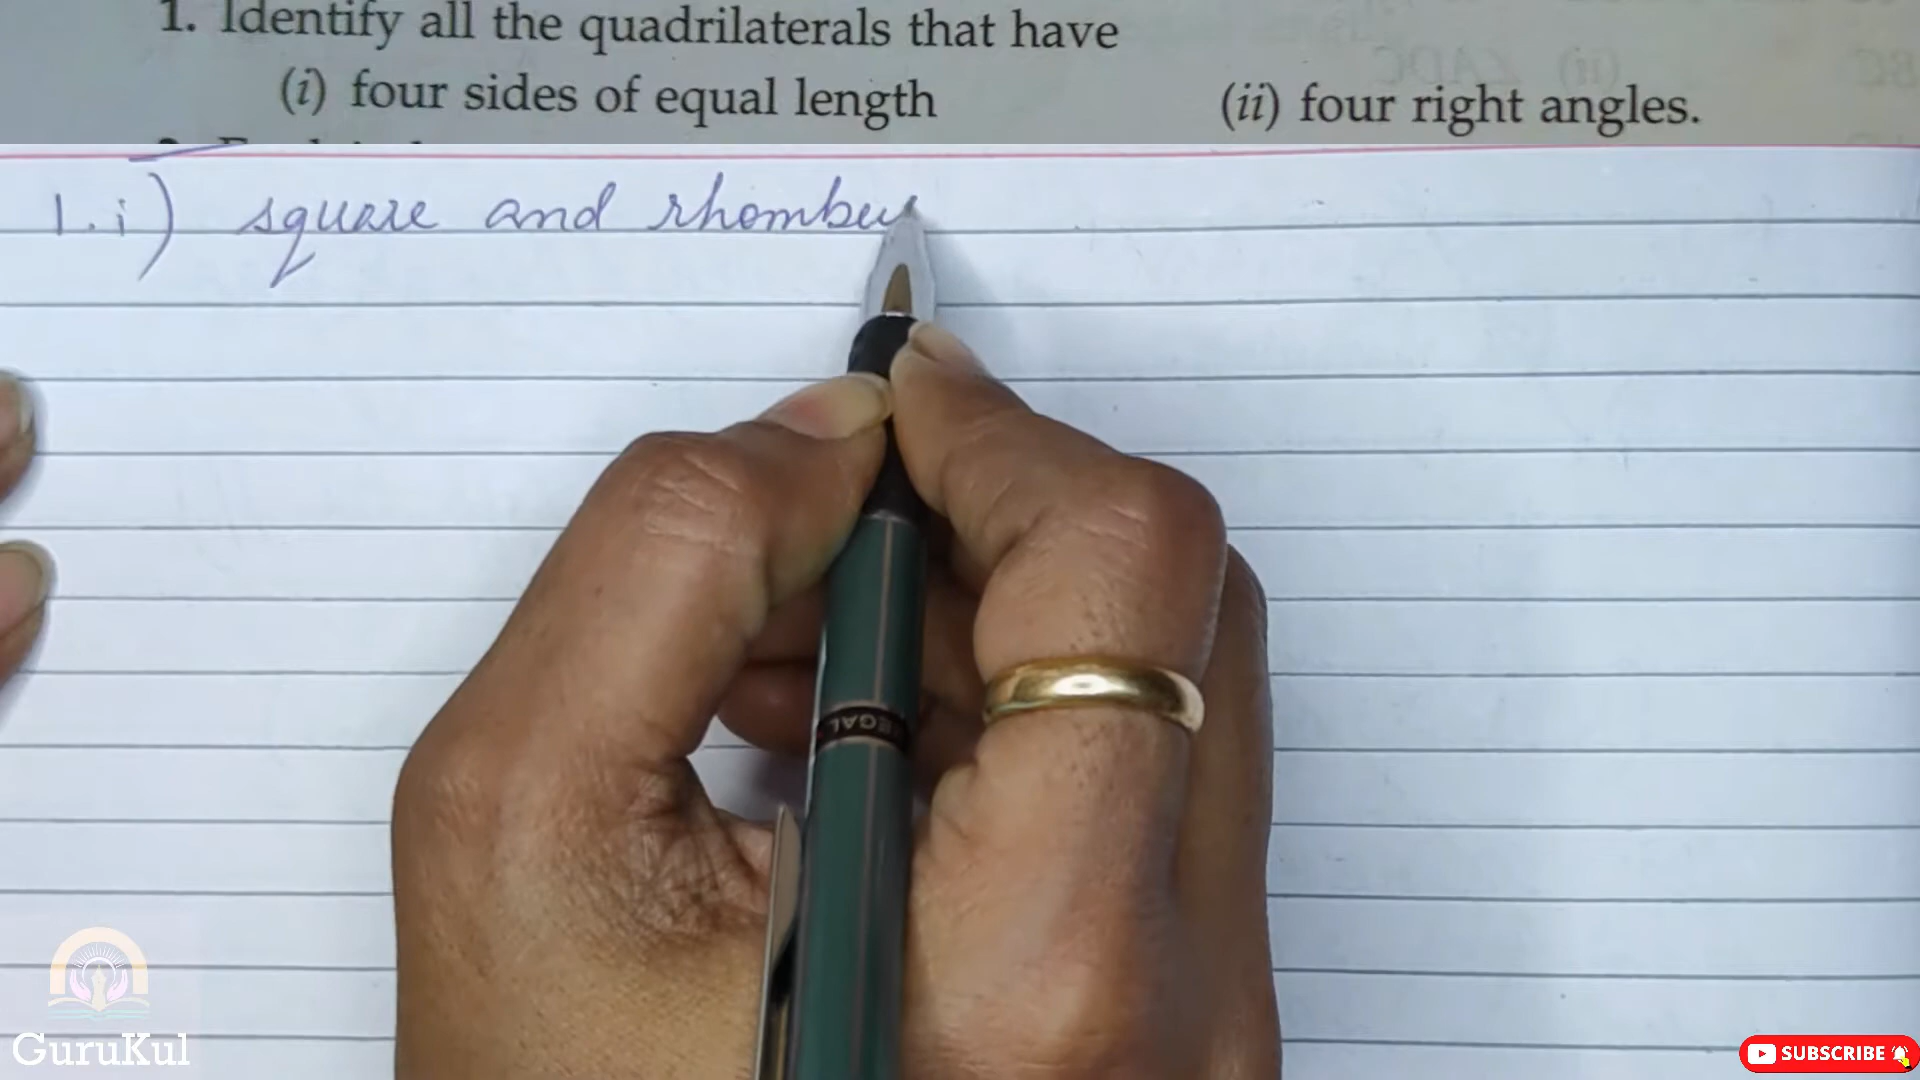 1. Identify all the quadrilaterals that have
(i) four sides of equal length (ii) four right angles.
1. i) square and rhombus
REGAL
GuruKul
SUBSCRIBE